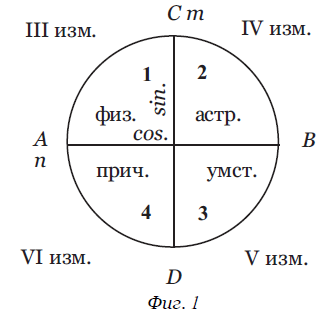 C m
III изм.
IV изм.
1
2
sin.
физ.
астр.
cos.
A
B
n
прич.
умст.
4
3
VI изм.
V изм.
D
Фиг. 1